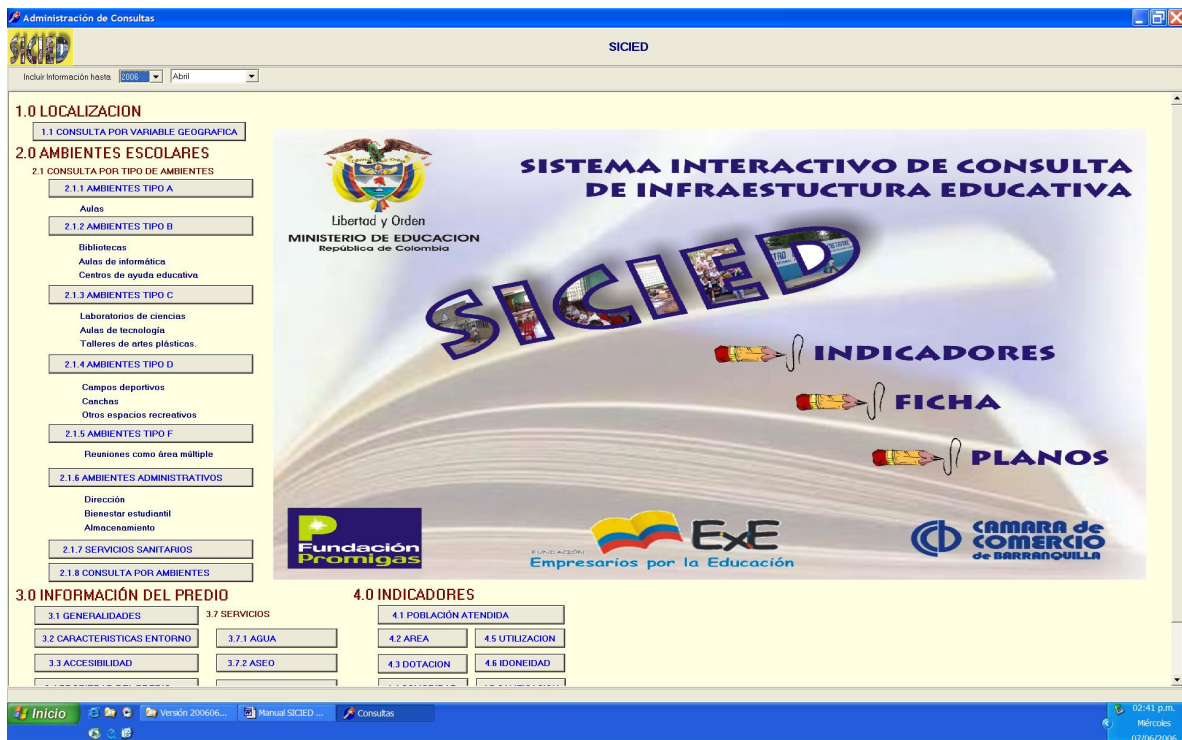 Administración de Consultas
SICIED
SICIED
Incluir Información hasta 2006 Abril
1.0 LOCALIZACION
1.1 CONSULTA POR VARIABLE GEOGRAFICA
2.0 AMBIENTES ESCOLARES
2.1 CONSULTA POR TIPO DE AMBIENTES
2.1.1 AMBIENTES TIPO A
Aulas
2.1.2 AMBIENTES TIPO B
Bibliotecas
Aulas de informática
Centros de ayuda educativa
2.1.3 AMBIENTES TIPO C
Laboratorios de ciencias
Aulas de tecnología
Talleres de artes plásticas.
2.1.4 AMBIENTES TIPO D
Campos deportivos
Canchas
Otros espacios recreativos
2.1.5 AMBIENTES TIPO F
Reuniones como área múltiple
2.1.6 AMBIENTES ADMINISTRATIVOS
Dirección
Bienestar estudiantil
Almacenamiento
2.1.7 SERVICIOS SANITARIOS
2.1.8 CONSULTA POR AMBIENTES
Libertad y Orden
MINISTERIO DE EDUCACION
República de Colombia
SISTEMA INTERACTIVO DE CONSULTA
DE INFRAESTUCTURA EDUCATIVA
SICIED
INDICADORES
FICHA
PLANOS
Fundación
Promigas
FUNDACIÓN
ExE
Empresarios por la Educación
CAMARA de
COMERCIO
de BARRANQUILLA
3.0 INFORMACIÓN DEL PREDIO
3.1 GENERALIDADES
3.2 CARACTERISTICAS ENTORNO
3.3 ACCESIBILIDAD
3.7 SERVICIOS
3.7.1 AGUA
3.7.2 ASEO
4.0 INDICADORES
4.1 POBLACIÓN ATENDIDA
4.2 AREA
4.5 UTILIZACION
4.3 DOTACION
4.6 IDONEIDAD
Inicio
Versión 200606...
Manual SICIED ...
Consultas
02:41 p.m.
Miércoles
07/06/2006